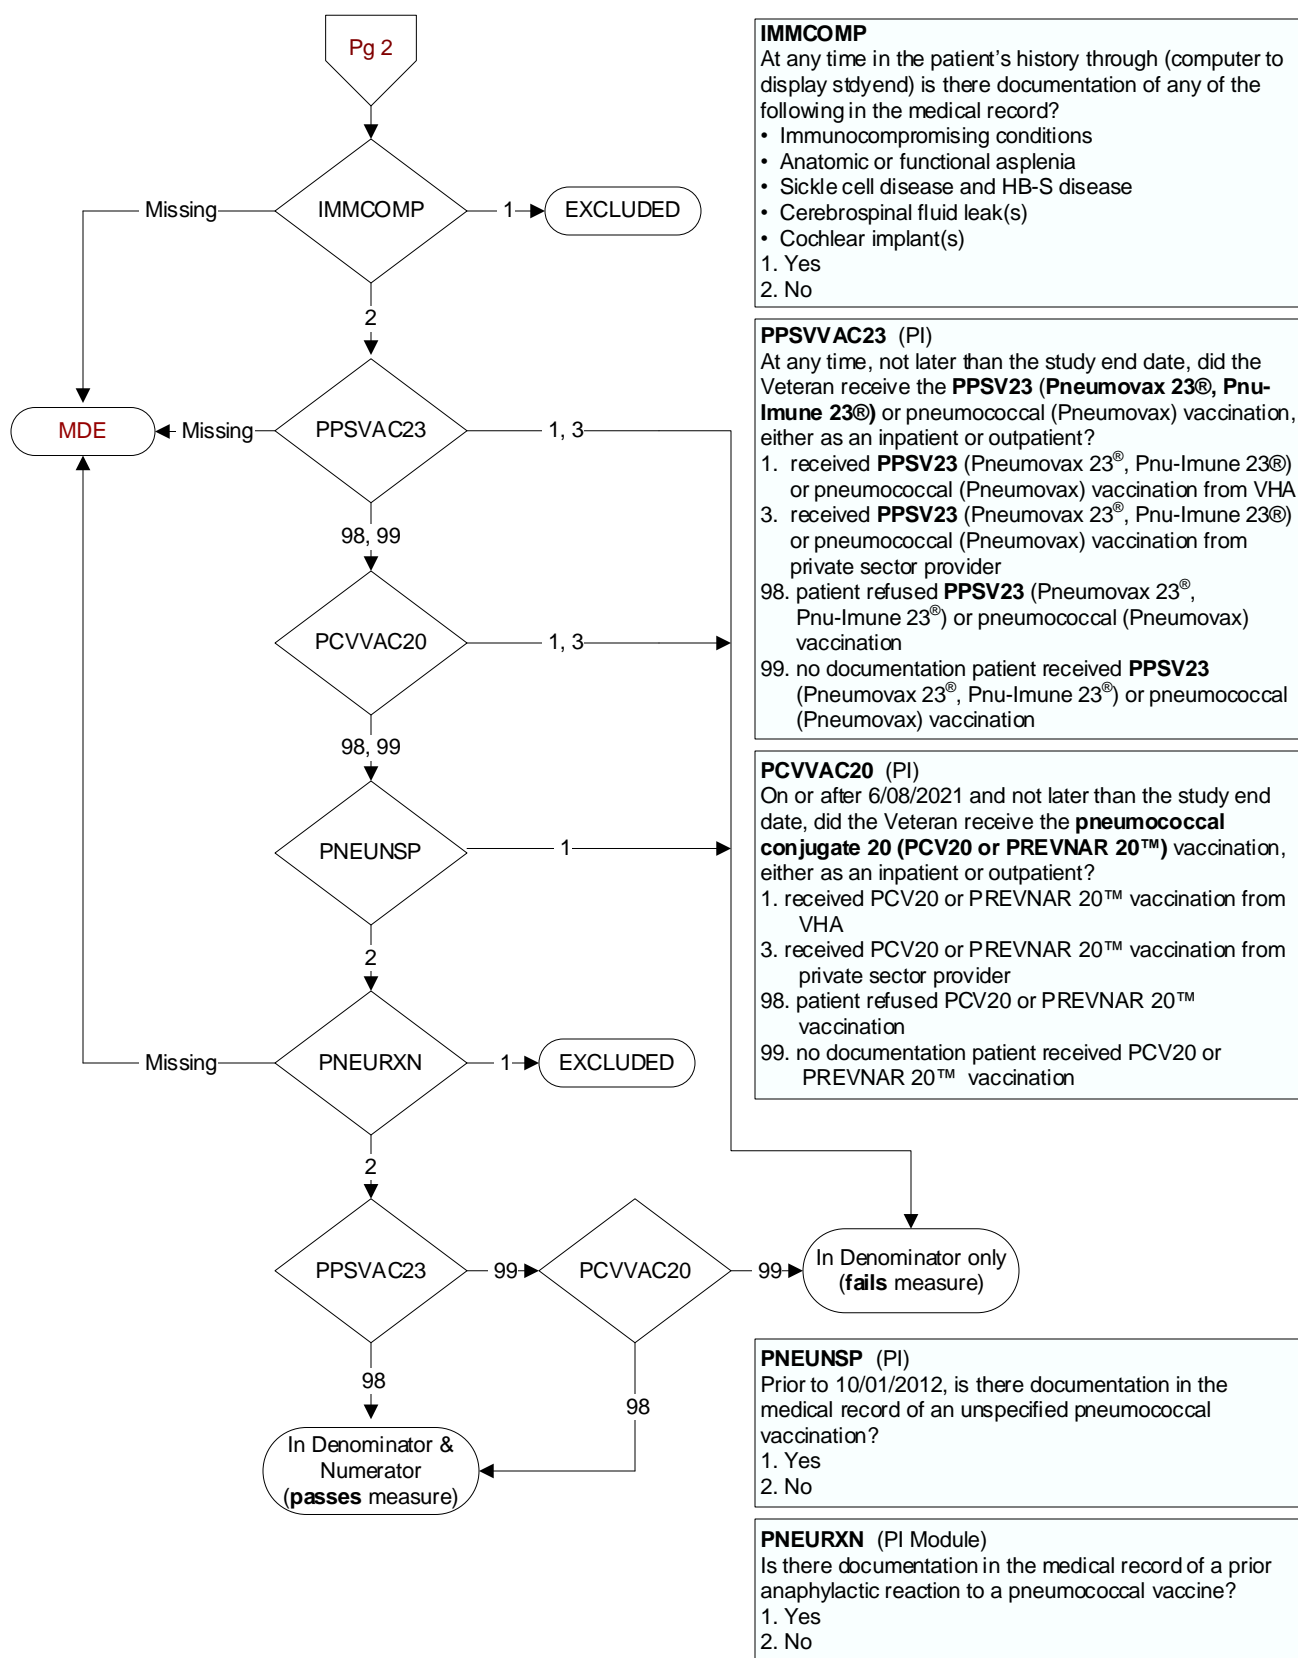 Pg 2
IMMCOMP
Missing
1
EXCLUDED
2
PPSVAC23
Missing
MDE
1, 3
98, 99
PCVVAC20
1, 3
98, 99
PNEUNSP
1
2
PNEURXN
Missing
1
EXCLUDED
2
PPSVAC23
99
PCVVAC20
99
In Denominator only
(fails measure)
98
98
In Denominator &
Numerator
(passes measure)
IMMCOMP
At any time in the patient's history through (computer to
display stdyend) is there documentation of any of the
following in the medical record?
• Immunocompromising conditions
• Anatomic or functional asplenia
• Sickle cell disease and HB-S disease
• Cerebrospinal fluid leak(s)
• Cochlear implant(s)
1. Yes
2. No
PPSVVAC23 (PI)
At any time, not later than the study end date, did the
Veteran receive the PPSV23 (Pneumovax 23®, Pnu-
Imune 23®) or pneumococcal (Pneumovax) vaccination,
either as an inpatient or outpatient?
1. received PPSV23 (Pneumovax 23®, Pnu-Imune 23®)
or pneumococcal (Pneumovax) vaccination from VHA
3. received PPSV23 (Pneumovax 23®, Pnu-Imune 23®)
or pneumococcal (Pneumovax) vaccination from
private sector provider
98. patient refused PPSV23 (Pneumovax 23®,
Pnu-Imune 23®) or pneumococcal (Pneumovax)
vaccination
99. no documentation patient received PPSV23
(Pneumovax 23®, Pnu-Imune 23®) or pneumococcal
(Pneumovax) vaccination
PCVVAC20 (PI)
On or after 6/08/2021 and not later than the study end
date, did the Veteran receive the pneumococcal
conjugate 20 (PCV20 or PREVNAR 20™) vaccination,
either as an inpatient or outpatient?
1. received PCV20 or PREVNAR 20™ vaccination from
VHA
3. received PCV20 or PREVNAR 20™ vaccination from
private sector provider
98. patient refused PCV20 or PREVNAR 20™
vaccination
99. no documentation patient received PCV20 or
PREVNAR 20™ vaccination
PNEUNSP (PI)
Prior to 10/01/2012, is there documentation in the
medical record of an unspecified pneumococcal
vaccination?
1. Yes
2. No
PNEURXN (PI Module)
Is there documentation in the medical record of a prior
anaphylactic reaction to a pneumococcal vaccine?
1. Yes
2. No